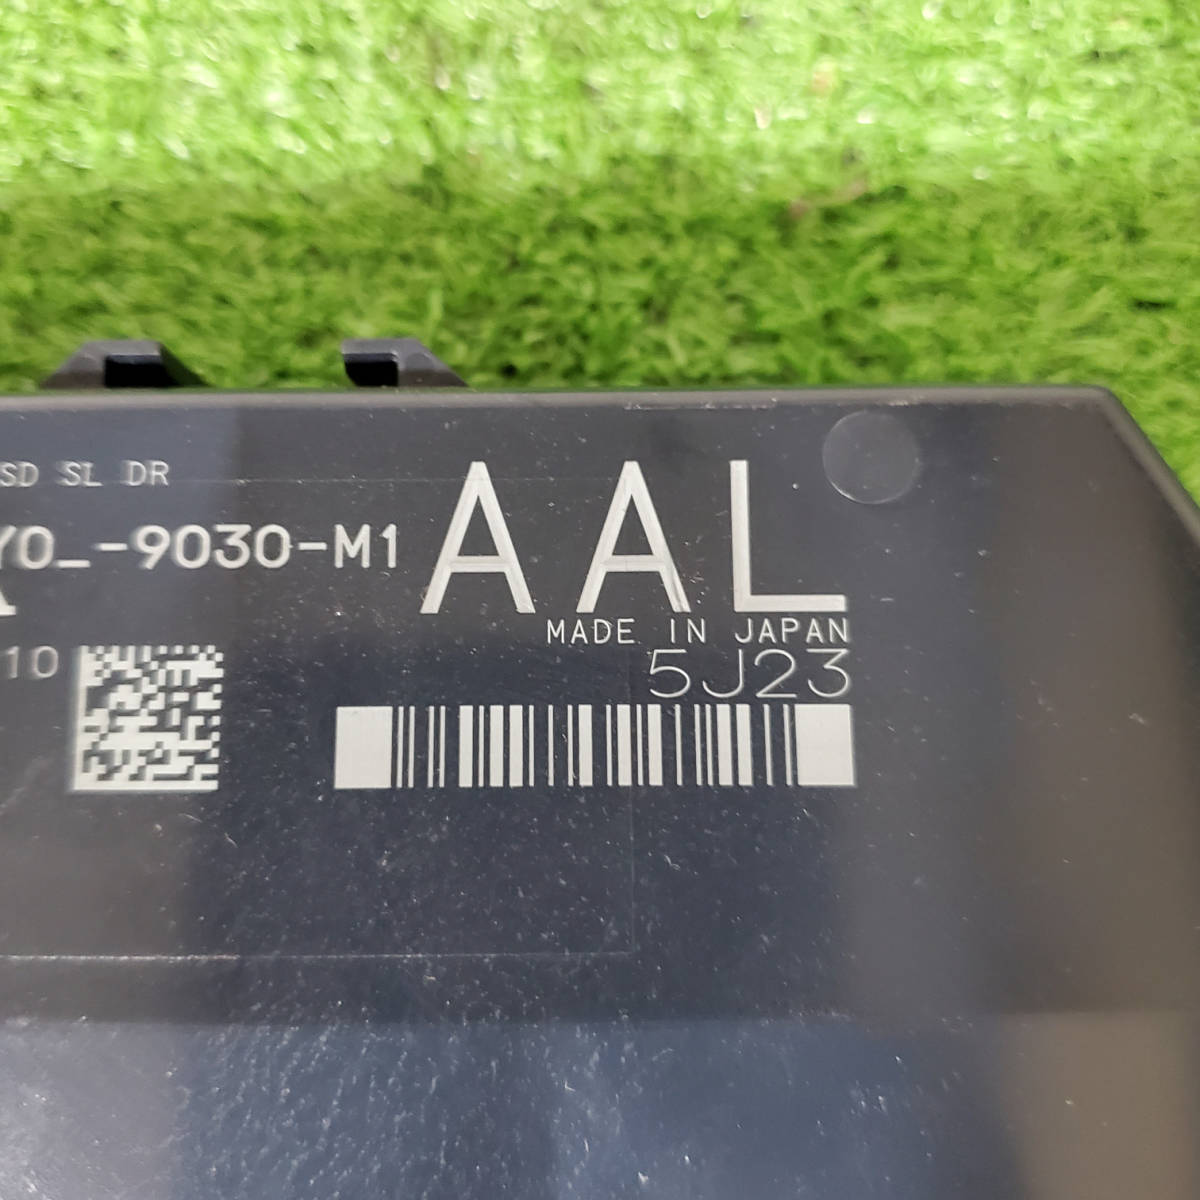 SD SL DR
Y0_-9030-M1 AAL
MADE IN JAPAN
10 5J23